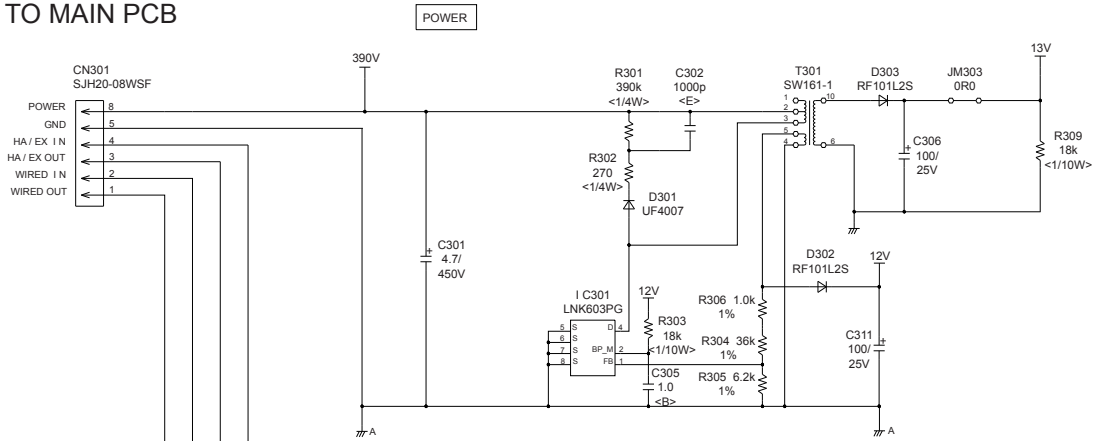 TO MAIN PCB
POWER
CN301
SJH20-08WSF
POWER 8
GND 5
HA / EX I N 4
HA / EX OUT 3
WIRED I N 2
WIRED OUT 1
390V
C301
4.7/
450V
R301
390k
<1/4W>
C302
1000p
<E>
R302
270
<1/4W>
D301
UF4007
I C301
LNK603PG
5 S
6 S
7 S
8 S
D 4
BP_M 2
FB 1
12V
R303
18k
<1/10W>
C305
1.0
<B>
R306 1.0k
1%
R304 36k
1%
R305 6.2k
1%
T301
SW161-1
1
2
3
5
4
10
6
D303
RF101L2S
JM303
0R0
13V
C306
100/
25V
R309
18k
<1/10W>
D302
RF101L2S
12V
C311
100/
25V
A
A